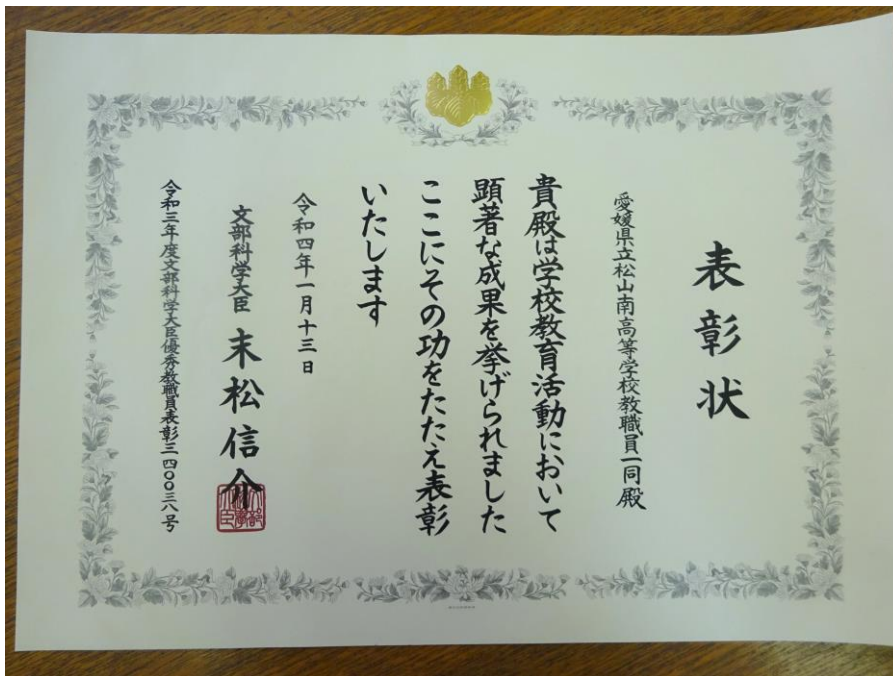 表彰状
愛媛県立松山南高等学校教職員一同殿
貴殿は学校教育活動において
顕著な成果を挙げられました
ここにその功をたたえ表彰
いたします
令和四年一月十三日
文部科学大臣 末松信介
令和三年度文部科学大臣優秀教職員表彰三四〇〇三八号